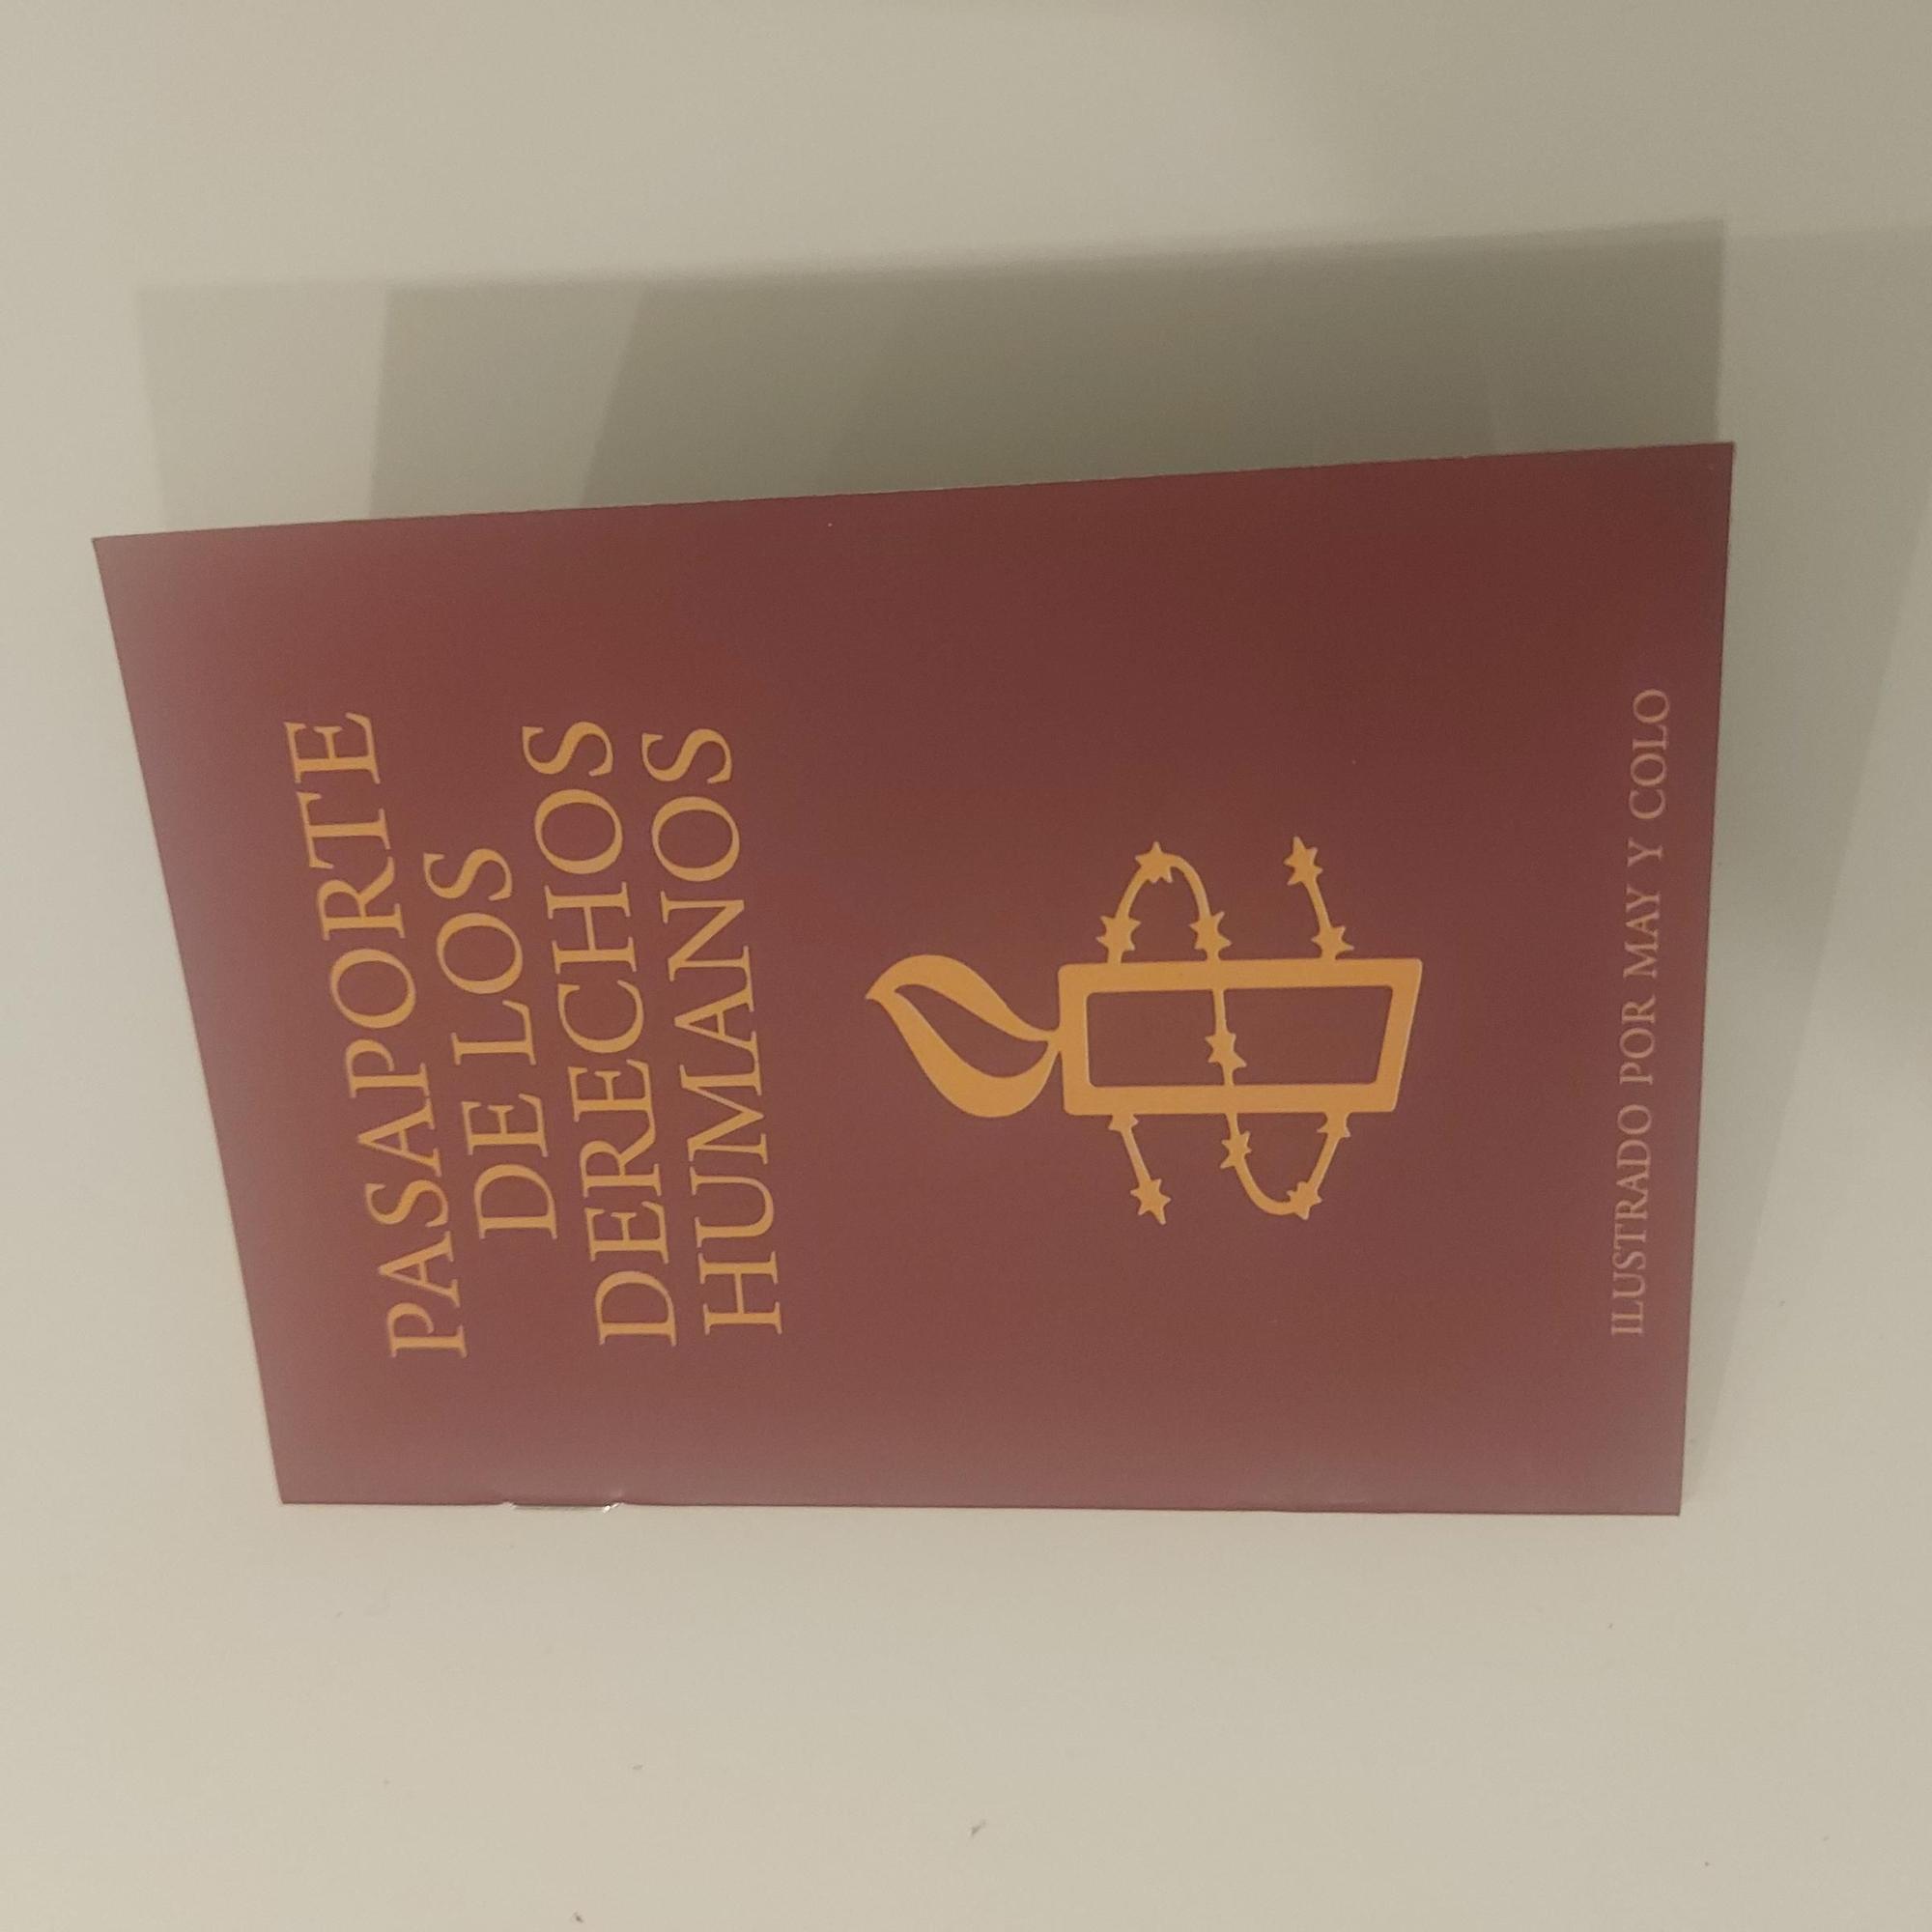 PASAPORTE
DE LOS
DERECHOS
HUMANOS
ILUSTRADO POR MAY Y COLO